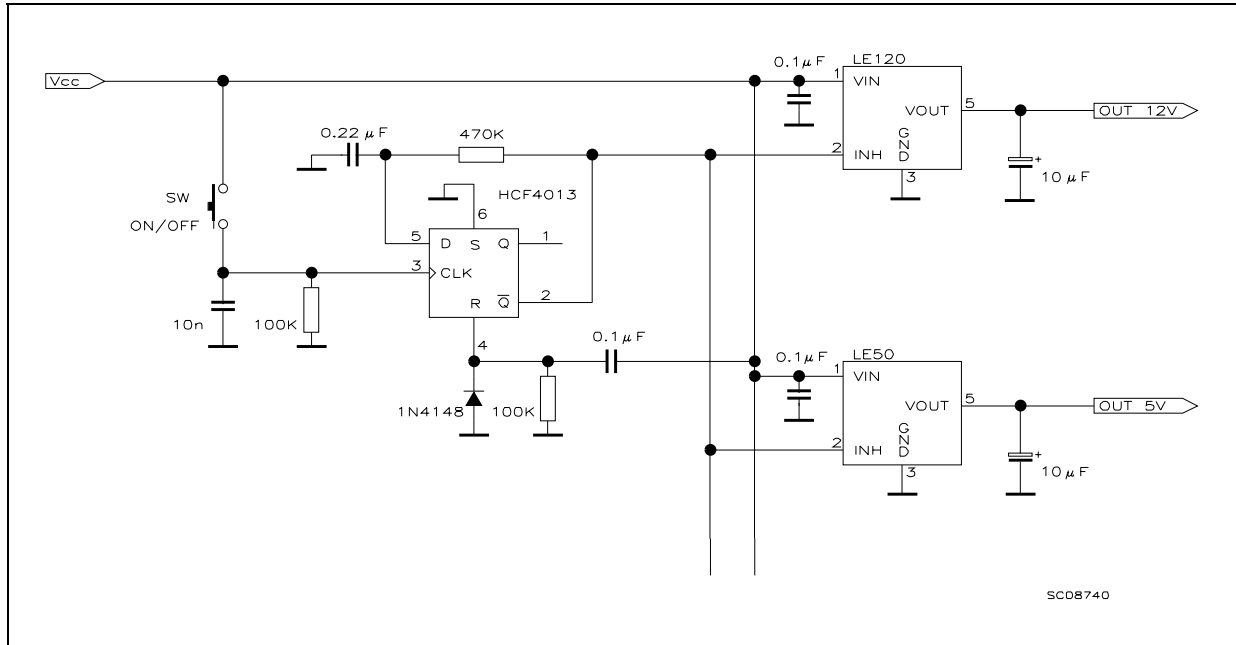 Vcc
SW
ON/OFF
10n
100K
0.22 μF
470K
HCF4013
6
5
D
S
Q
1
3
CLK
R
Q̅
2
4
1N4148
100K
0.1μF
0.1μF
LE120
1
VIN
VOUT
5
2
INH
GND
3
+
10μF
OUT 12V
0.1μF
LE50
1
VIN
VOUT
5
2
INH
GND
3
+
10μF
OUT 5V
SC08740